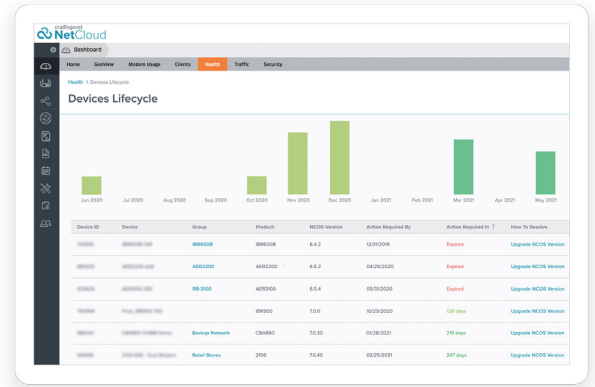 cradlepoint
NetCloud
Dashboard
Home GeoView Modem Usage Clients Health Traffic Security
Health > Devices Lifecycle
Devices Lifecycle
Jun 2020 Jul 2020 Aug 2020 Sep 2020 Oct 2020 Nov 2020 Dec 2020 Jan 2021 Feb 2021 Mar 2021 Apr 2021 May 2021
Device ID Device Group Product NCOS Version Action Required By Action Required In ↑ How To Resolve
IBR600B IBR600B 6.4.2 12/31/2019 Expired Upgrade NCOS Version
AER2200 AER2200 6.5.2 04/25/2020 Expired Upgrade NCOS Version
RB-3100 AER3100 6.5.4 05/31/2020 Expired Upgrade NCOS Version
IBR900 7.0.0 10/29/2020 128 days Upgrade NCOS Version
Backup Network CBA850 7.0.30 01/28/2021 219 days Upgrade NCOS Version
Retail Stores 2100 7.0.40 02/25/2021 247 days Upgrade NCOS Version